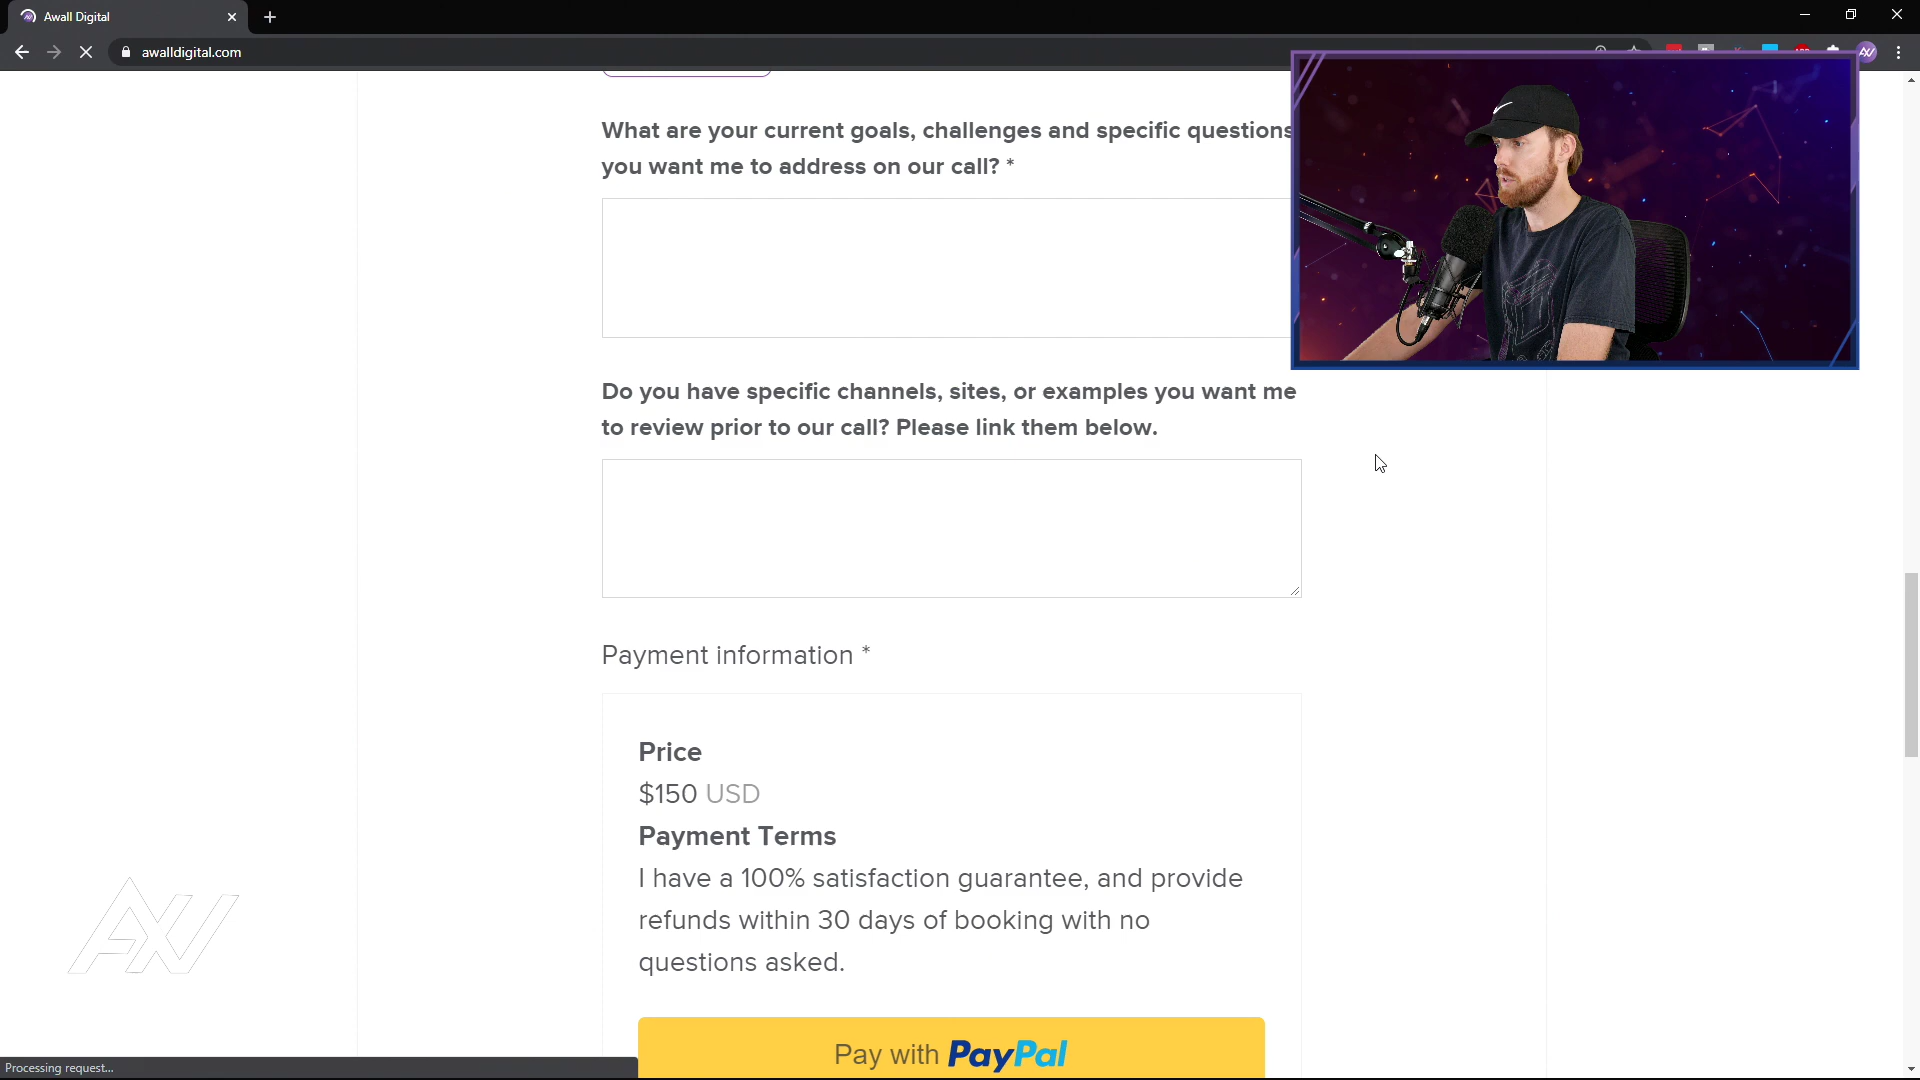 Awall Digital
awalldigital.com
What are your current goals, challenges and specific questions
you want me to address on our call? *
Do you have specific channels, sites, or examples you want me
to review prior to our call? Please link them below.
Payment information *
Price
$150 USD
Payment Terms
I have a 100% satisfaction guarantee, and provide
refunds within 30 days of booking with no
questions asked.
Pay with PayPal
Processing request...